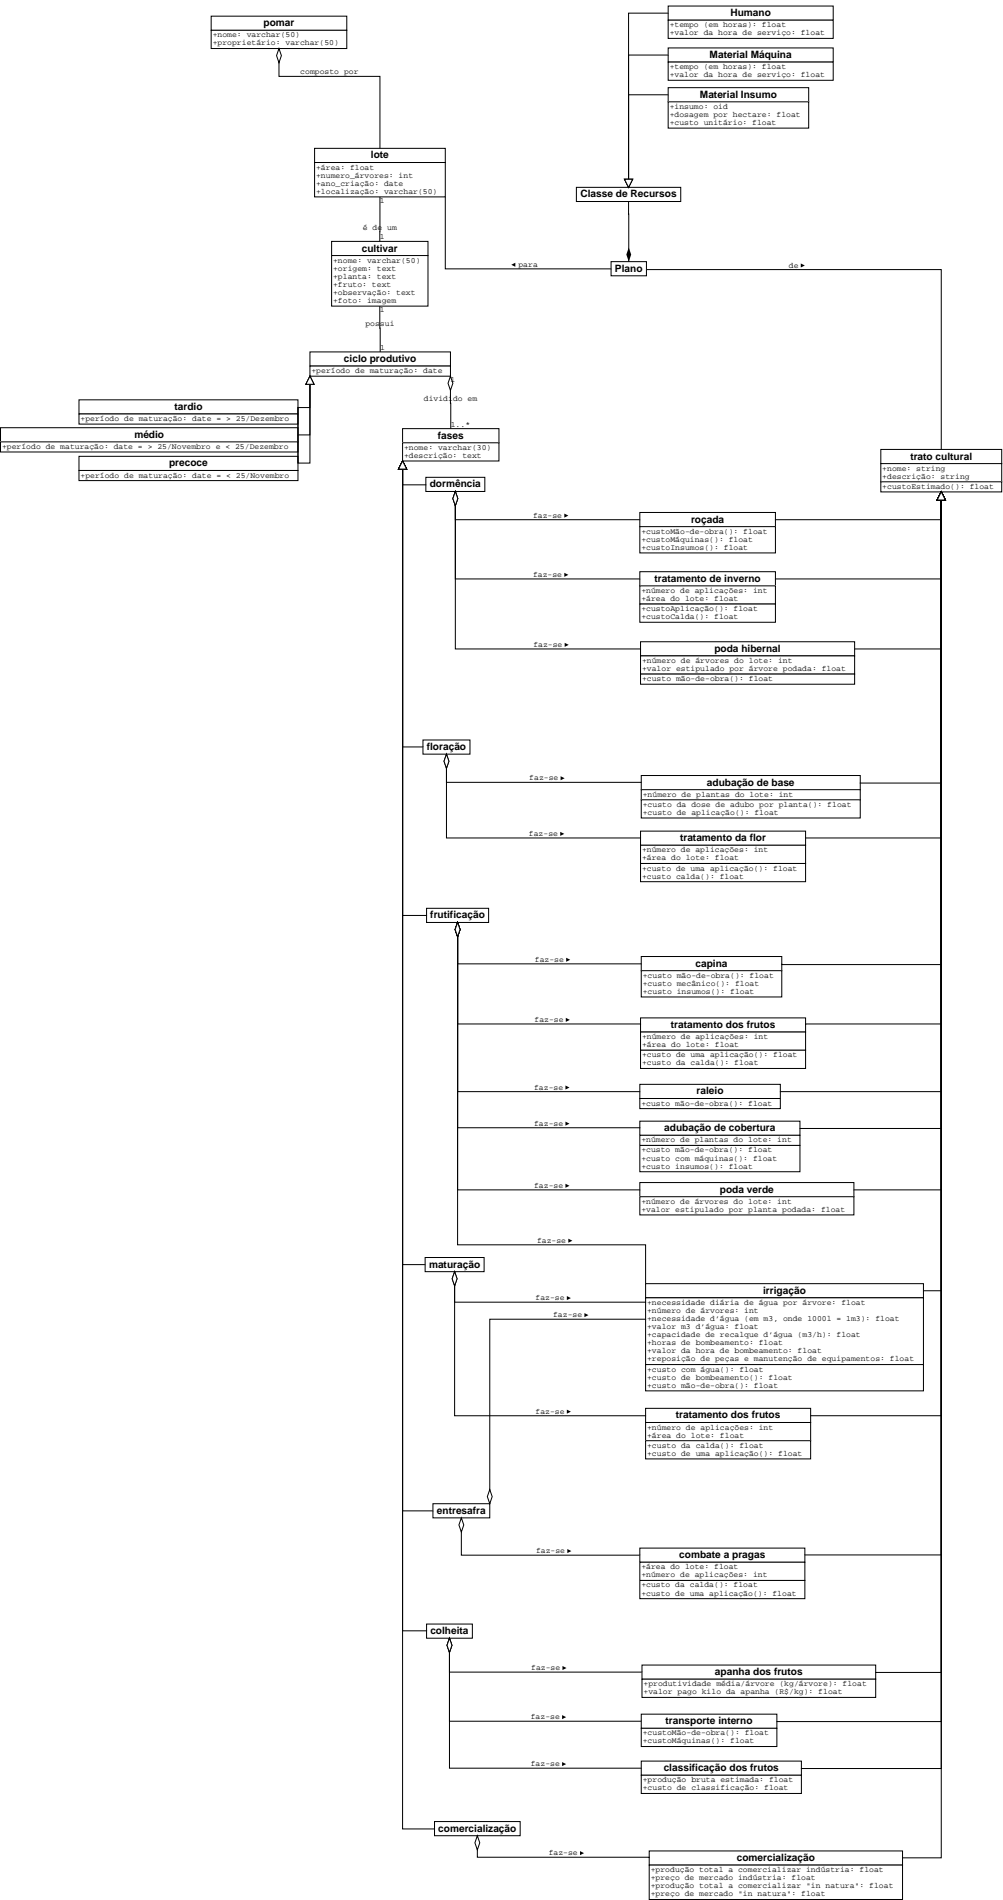 Humano
+tempo (em horas): float
+valor da hora de serviço: float
pomar
+nome: varchar(50)
+proprietário: varchar(50)
Material Máquina
+tempo (em horas): float
+valor da hora de serviço: float
composto por
Material Insumo
+insumo: oid
+dosagem por hectare: float
+custo unitário: float
lote
+área: float
+numero_árvores: int
+ano_criação: date
+localização: varchar(50)
1
Classe de Recursos
é de um
1
cultivar
+nome: varchar(50)
+origem: text
+planta: text
+fruto: text
+observação: text
+foto: imagem
1
◄ para
Plano
de ►
possui
1
ciclo produtivo
+período de maturação: date
1
dividido em
1..*
tardio
+período de maturação: date = > 25/Dezembro
médio
+período de maturação: date = > 25/Novembro e < 25/Dezembro
precoce
+período de maturação: date = < 25/Novembro
fases
+nome: varchar(30)
+descrição: text
trato cultural
+nome: string
+descrição: string
+custoEstimado(): float
dormência
faz-se ►
roçada
+custoMão-de-obra(): float
+custoMáquinas(): float
+custoInsumos(): float
faz-se ►
tratamento de inverno
+número de aplicações: int
+área do lote: float
+custoAplicação(): float
+custoCalda(): float
faz-se ►
poda hibernal
+número de árvores do lote: int
+valor estipulado por árvore podada: float
+custo mão-de-obra(): float
floração
faz-se ►
adubação de base
+número de plantas do lote: int
+custo da dose de adubo por planta(): float
+custo de aplicação(): float
faz-se ►
tratamento da flor
+número de aplicações: int
+área do lote: float
+custo de uma aplicação(): float
+custo calda(): float
frutificação
faz-se ►
capina
+custo mão-de-obra(): float
+custo mecânico(): float
+custo insumos(): float
faz-se ►
tratamento dos frutos
+número de aplicações: int
+área do lote: float
+custo de uma aplicação(): float
+custo da calda(): float
faz-se ►
raleio
+custo mão-de-obra(): float
faz-se ►
adubação de cobertura
+número de plantas do lote: int
+custo mão-de-obra(): float
+custo com máquinas(): float
+custo insumos(): float
faz-se ►
poda verde
+número de árvores do lote: int
+valor estipulado por planta podada: float
faz-se ►
maturação
faz-se ►
faz-se ►
irrigação
+necessidade diária de água por árvore: float
+número de árvores: int
+necessidade d'água (em m3, onde 1000l = 1m3): float
+valor m3 d'água: float
+capacidade de recalque d'água (m3/h): float
+horas de bombeamento: float
+valor da hora de bombeamento: float
+reposição de peças e manutenção de equipamentos: float
+custo com água(): float
+custo de bombeamento(): float
+custo mão-de-obra(): float
faz-se ►
tratamento dos frutos
+número de aplicações: int
+área do lote: float
+custo da calda(): float
+custo de uma aplicação(): float
entresafra
faz-se ►
combate a pragas
+área do lote: float
+número de aplicações: int
+custo da calda(): float
+custo de uma aplicação(): float
colheita
faz-se ►
apanha dos frutos
+produtividade média/árvore (kg/árvore): float
+valor pago kilo da apanha (R$/kg): float
faz-se ►
transporte interno
+custoMão-de-obra(): float
+custoMáquinas(): float
faz-se ►
classificação dos frutos
+produção bruta estimada: float
+custo de classificação: float
comercialização
faz-se ►
comercialização
+produção total a comercializar indústria: float
+preço de mercado indústria: float
+produção total a comercializar "in natura": float
+preço de mercado "in natura": float